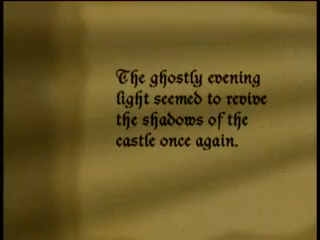 The ghostly evening
light seemed to revive
the shadows of the
castle once again.